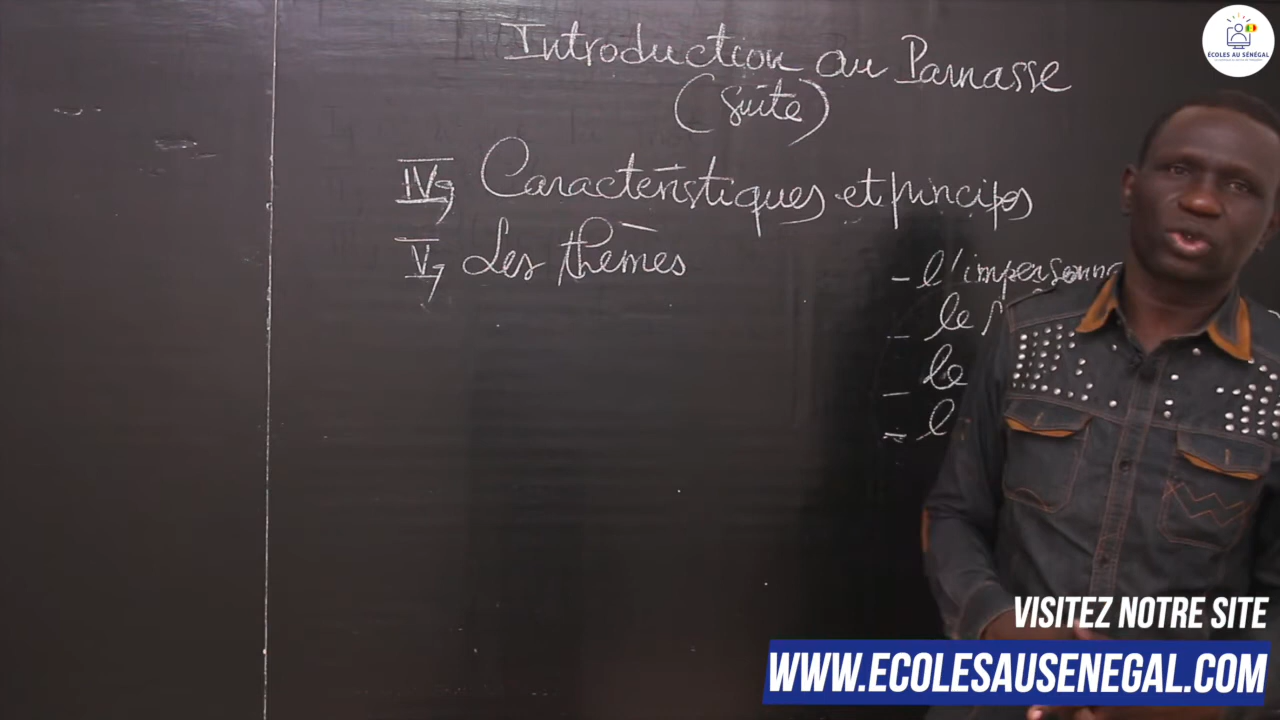 Introduction au Parnasse
(suite)
IV, Caractéristiques et principes
V, Les thèmes
- l'impersonna
- le
- le
- l
ÉCOLES AU SÉNÉGAL
VISITEZ NOTRE SITE
WWW.ECOLESAUSENEGAL.COM